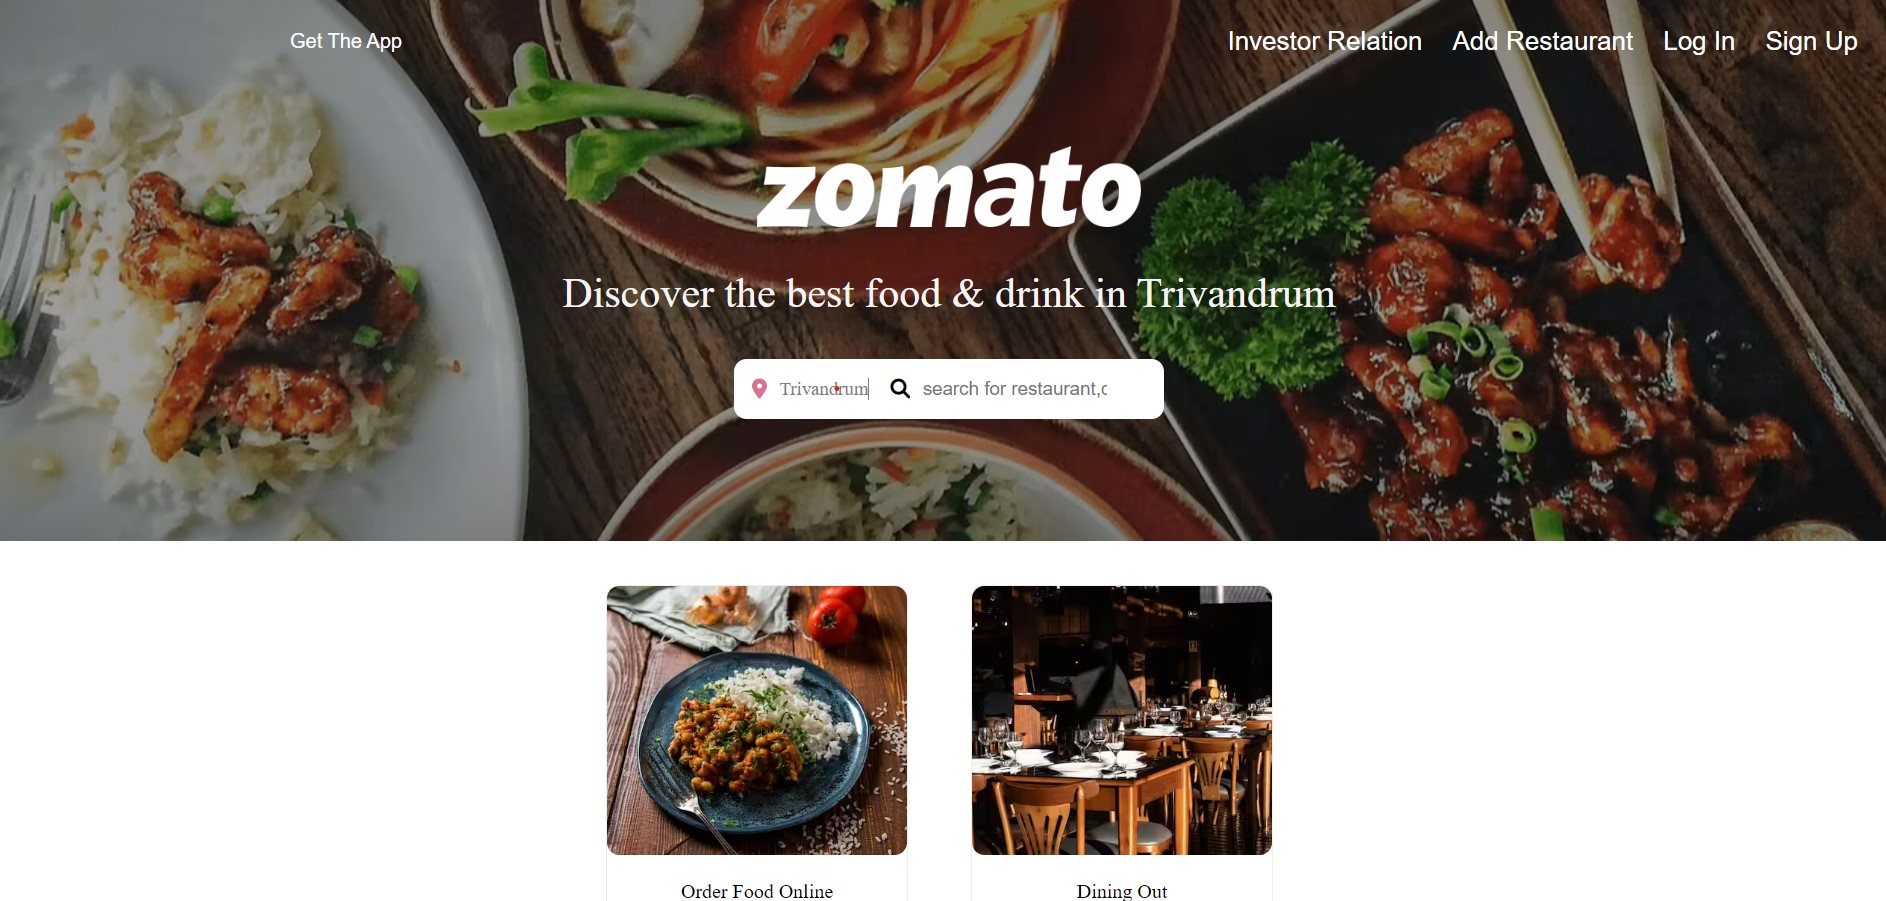 Get The App
Investor Relation
Add Restaurant
Log In
Sign Up
zomato
Discover the best food & drink in Trivandrum
Trivandrum
search for restaurant,c
Order Food Online
Dining Out